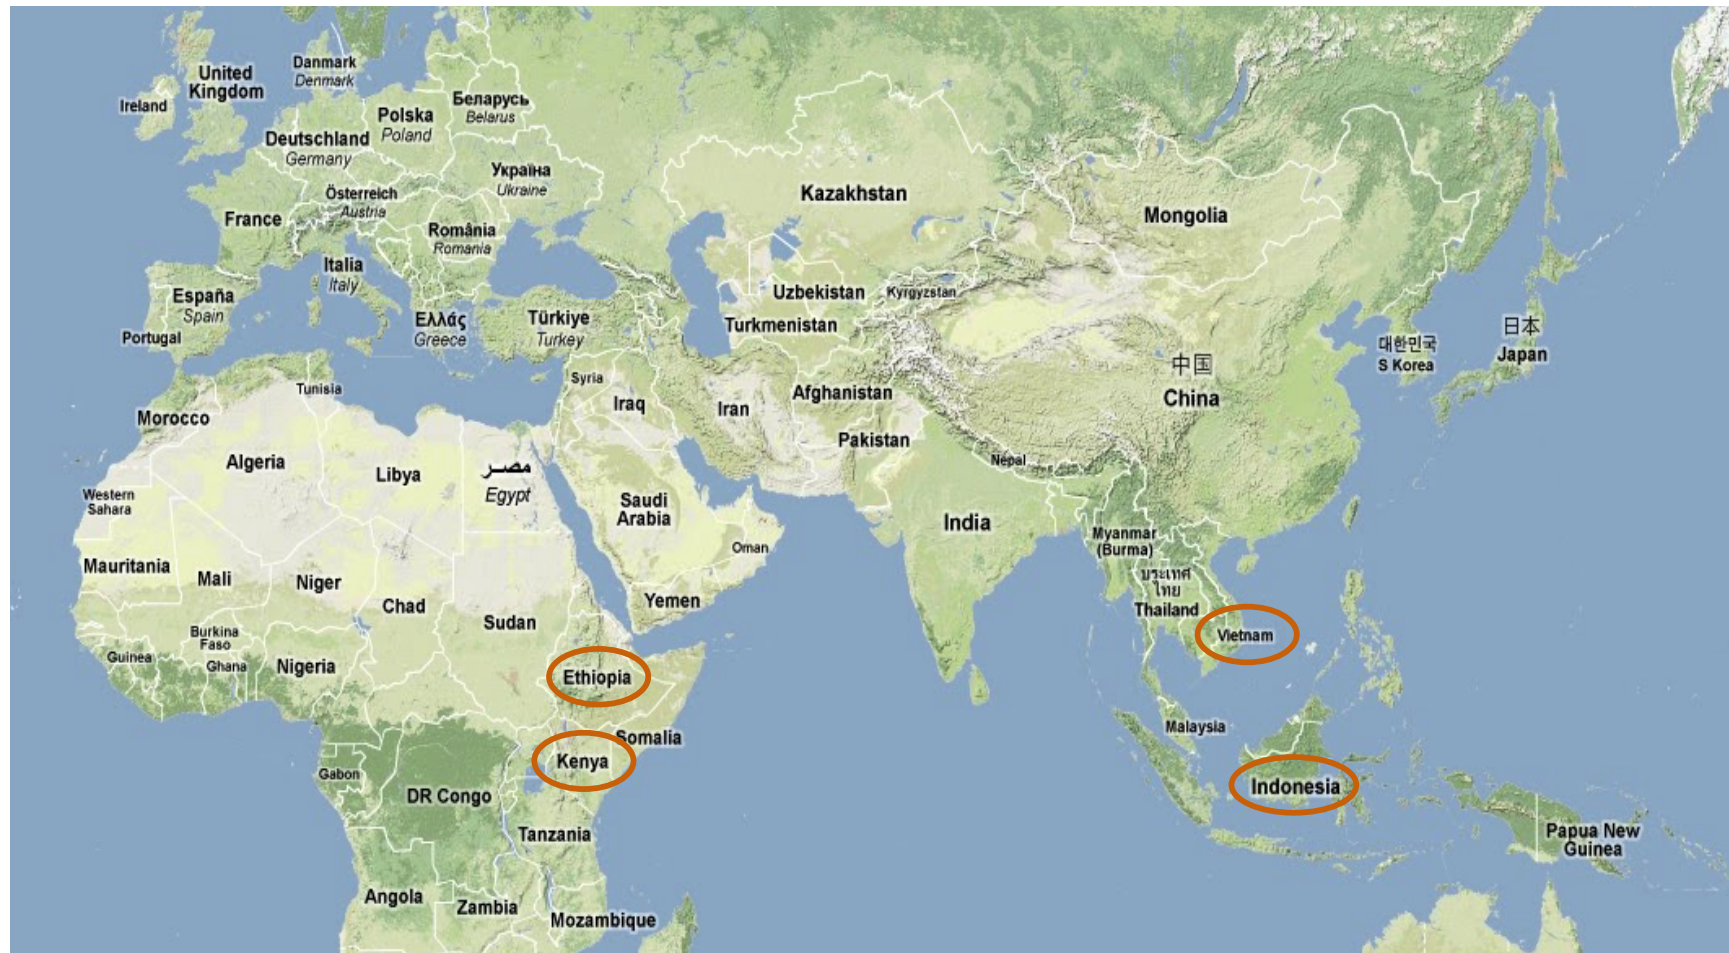 Danmark
Denmark
United
Kingdom
Ireland
Беларусь
Belarus
Polska
Poland
Deutschland
Germany
Україна
Ukraine
Österreich
Austria
Kazakhstan
Mongolia
France
România
Romania
Italia
Italy
España
Spain
Uzbekistan
Kyrgyzstan
Portugal
Ελλάς
Greece
Türkiye
Turkey
Turkmenistan
日本
Japan
대한민국
S Korea
中国
China
Syria
Tunisia
Afghanistan
Iraq
Iran
Morocco
Pakistan
Algeria
Libya
مصر
Egypt
Nepal
Western
Sahara
Saudi
Arabia
India
Myanmar
(Burma)
Oman
Mauritania
Mali
Niger
Chad
ประเทศ
ไทย
Thailand
Yemen
Sudan
Burkina
Faso
Vietnam
Guinea
Ghana
Nigeria
Ethiopia
Malaysia
Somalia
Kenya
Gabon
DR Congo
Indonesia
Tanzania
Papua New
Guinea
Angola
Zambia
Mozambique